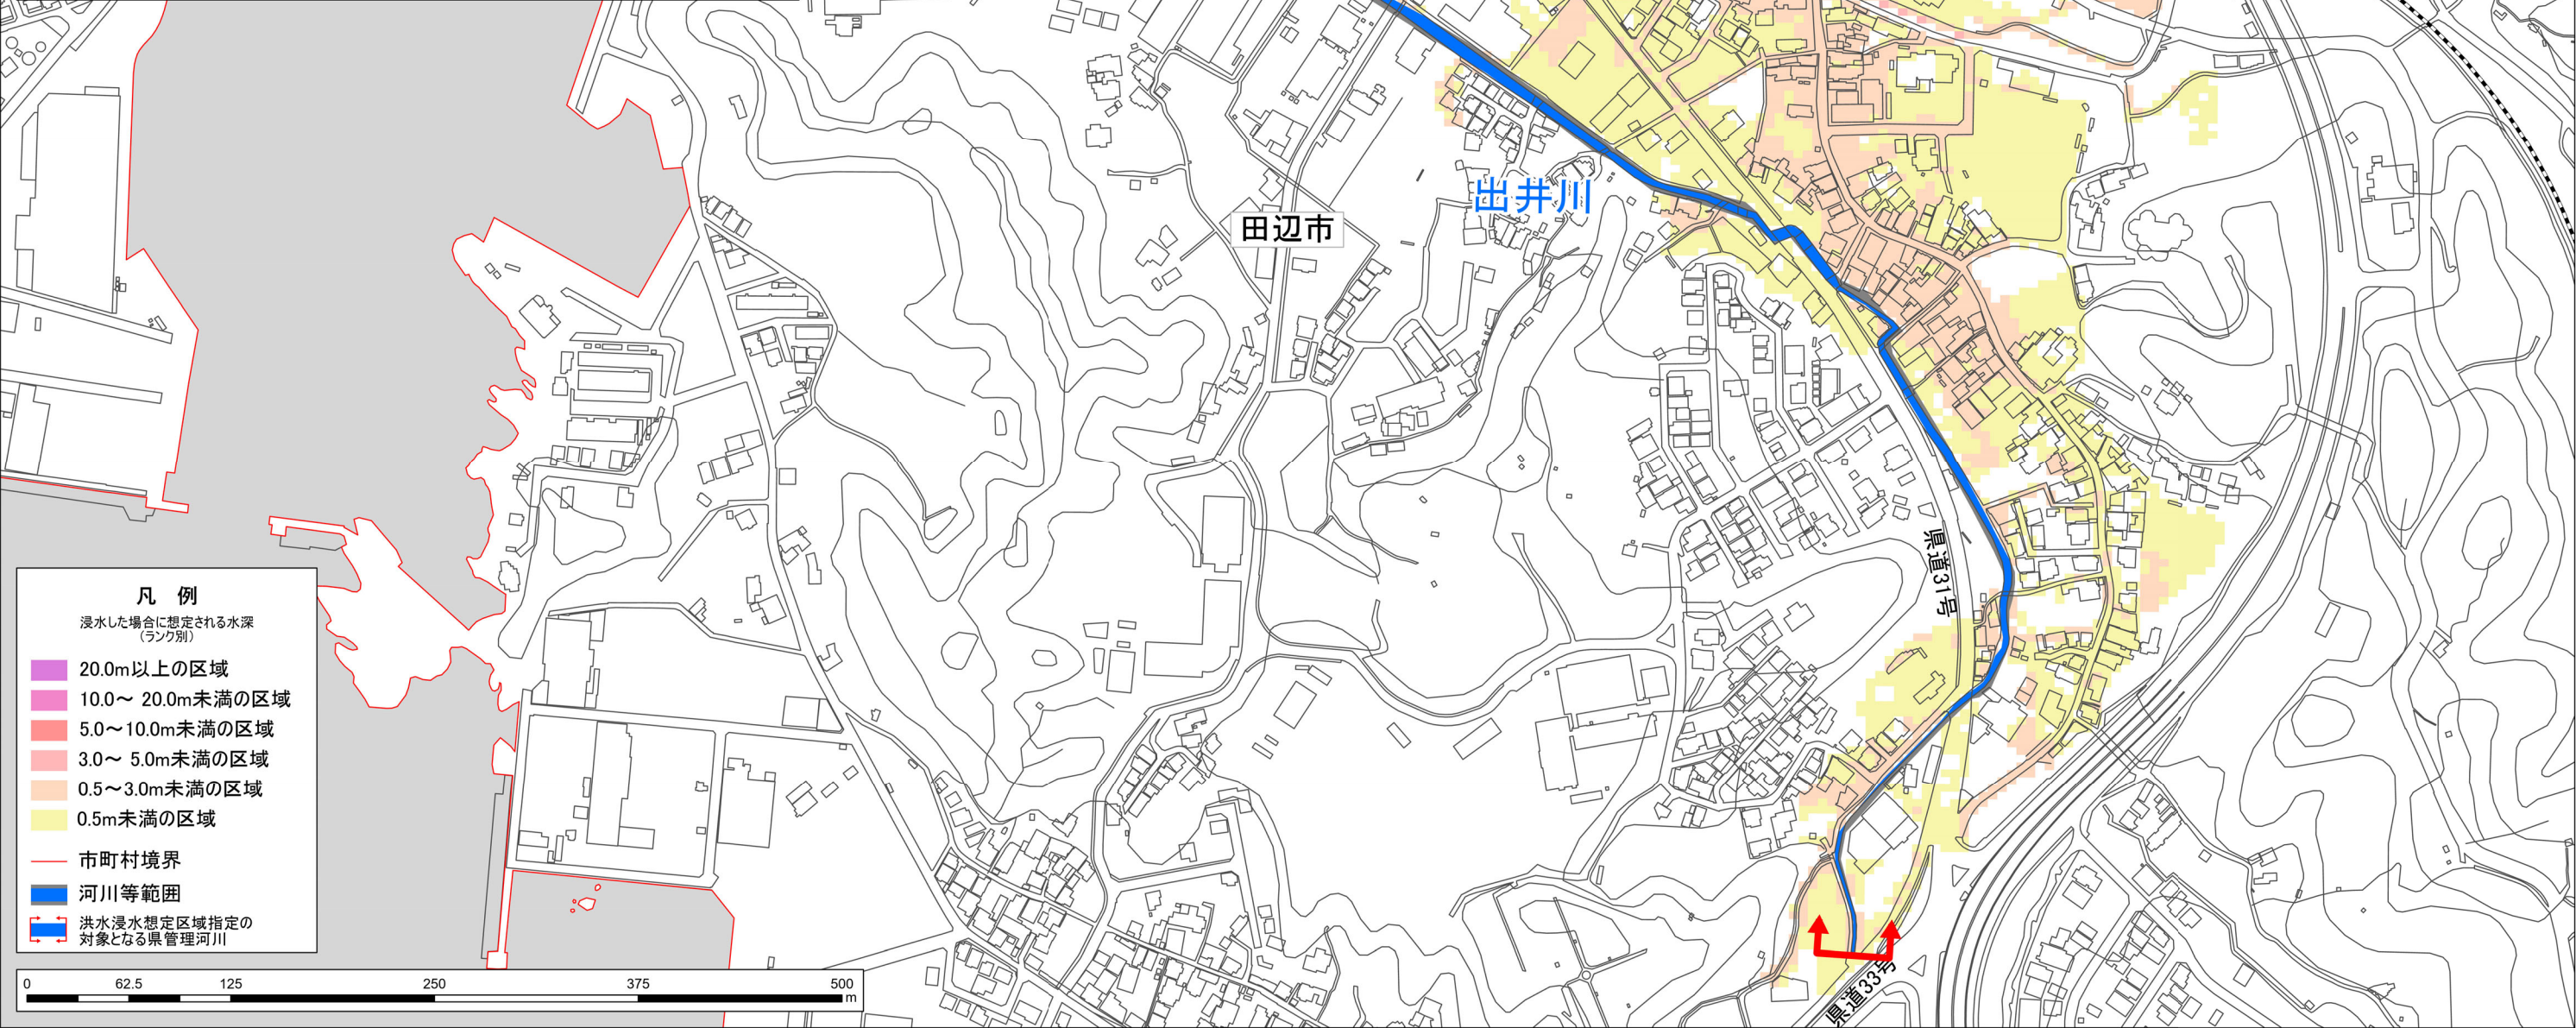 出井川
田辺市
県道31号
県道33号
凡 例
浸水した場合に想定される水深
(ランク別)
20.0m以上の区域
10.0～ 20.0m未満の区域
5.0～10.0m未満の区域
3.0～ 5.0m未満の区域
0.5～3.0m未満の区域
0.5m未満の区域
市町村境界
河川等範囲
洪水浸水想定区域指定の
対象となる県管理河川
0 62.5 125 250 375 500
m